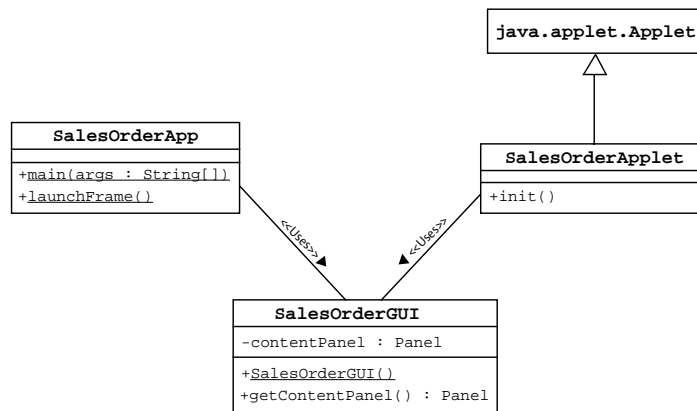 java.applet.Applet
SalesOrderApp
+main(args : String[])
+launchFrame()
SalesOrderApplet
+init()
<<Uses>>
<<Uses>>
SalesOrderGUI
-contentPanel : Panel
+SalesOrderGUI()
+getContentPanel() : Panel